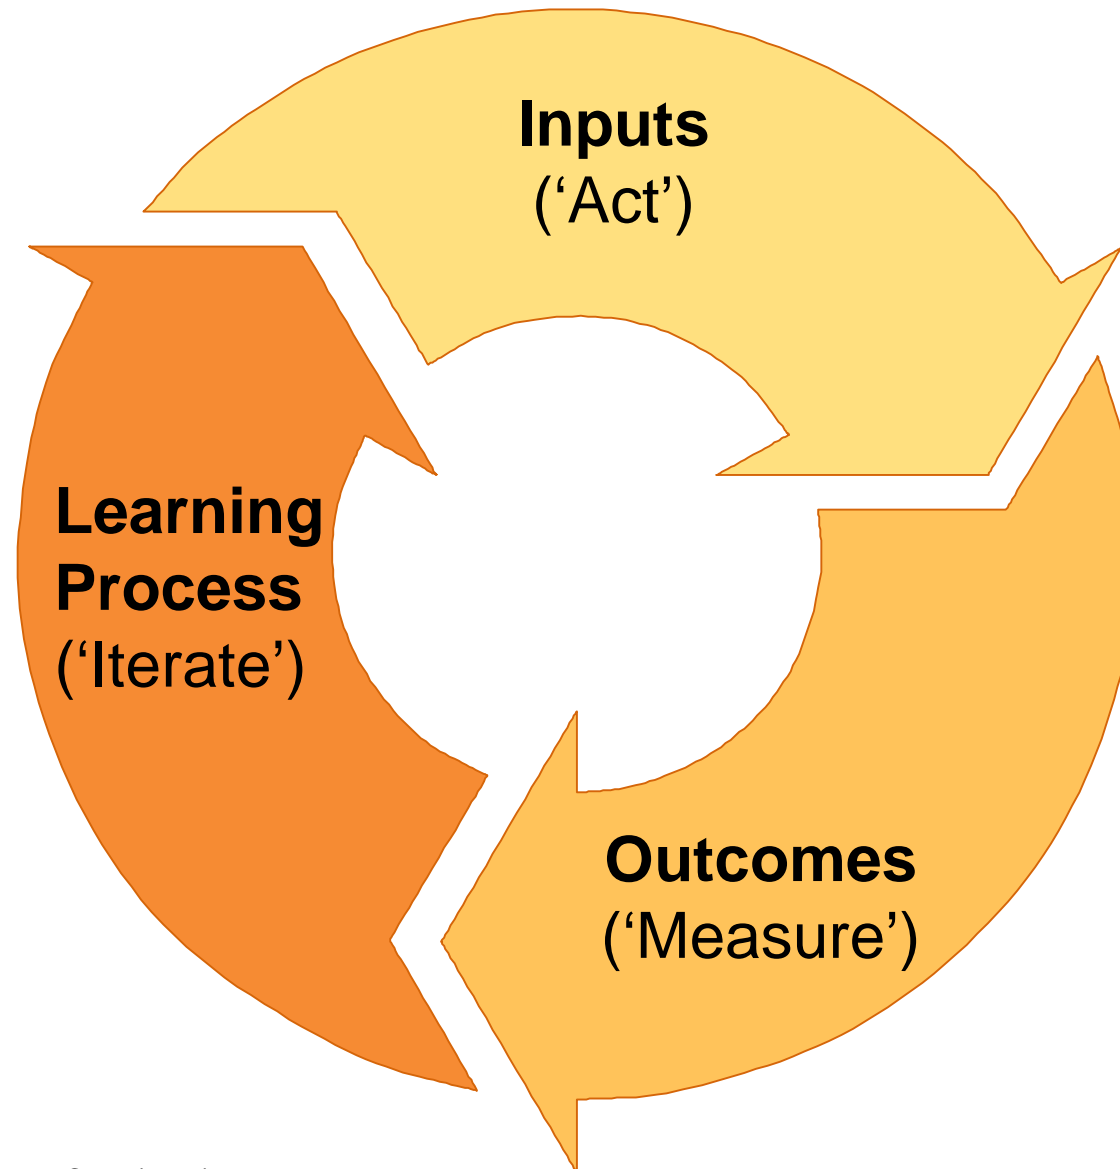 Inputs
(‘Act’)
Learning
Process
(‘Iterate’)
Outcomes
(‘Measure’)